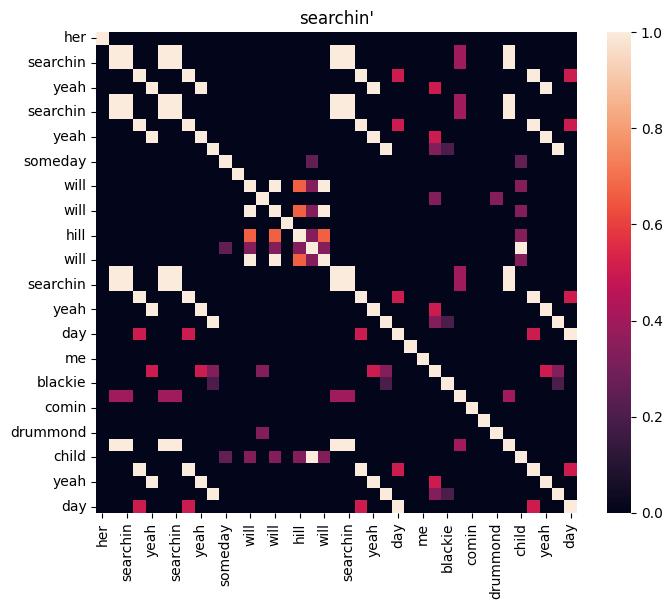 searchin'
her
searchin
yeah
searchin
yeah
someday
will
will
hill
will
searchin
yeah
day
me
blackie
comin
drummond
child
yeah
day
her
searchin
yeah
searchin
yeah
someday
will
will
hill
will
searchin
yeah
day
me
blackie
comin
drummond
child
yeah
day
1.0
0.8
0.6
0.4
0.2
0.0